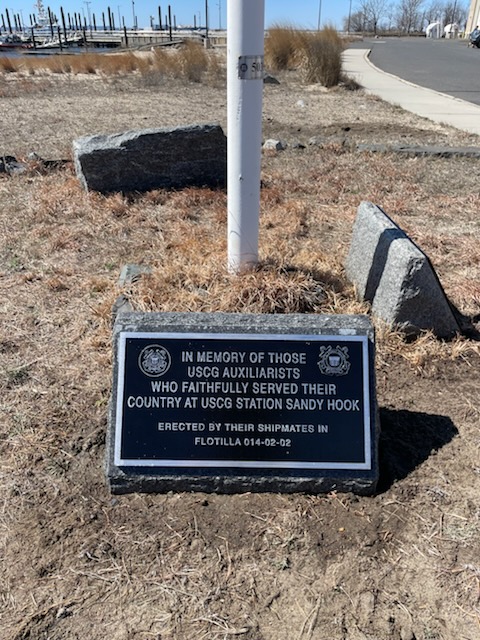 IN MEMORY OF THOSE
USCG AUXILIARISTS
WHO FAITHFULLY SERVED THEIR
COUNTRY AT USCG STATION SANDY HOOK
ERECTED BY THEIR SHIPMATES IN
FLOTILLA 014-02-02